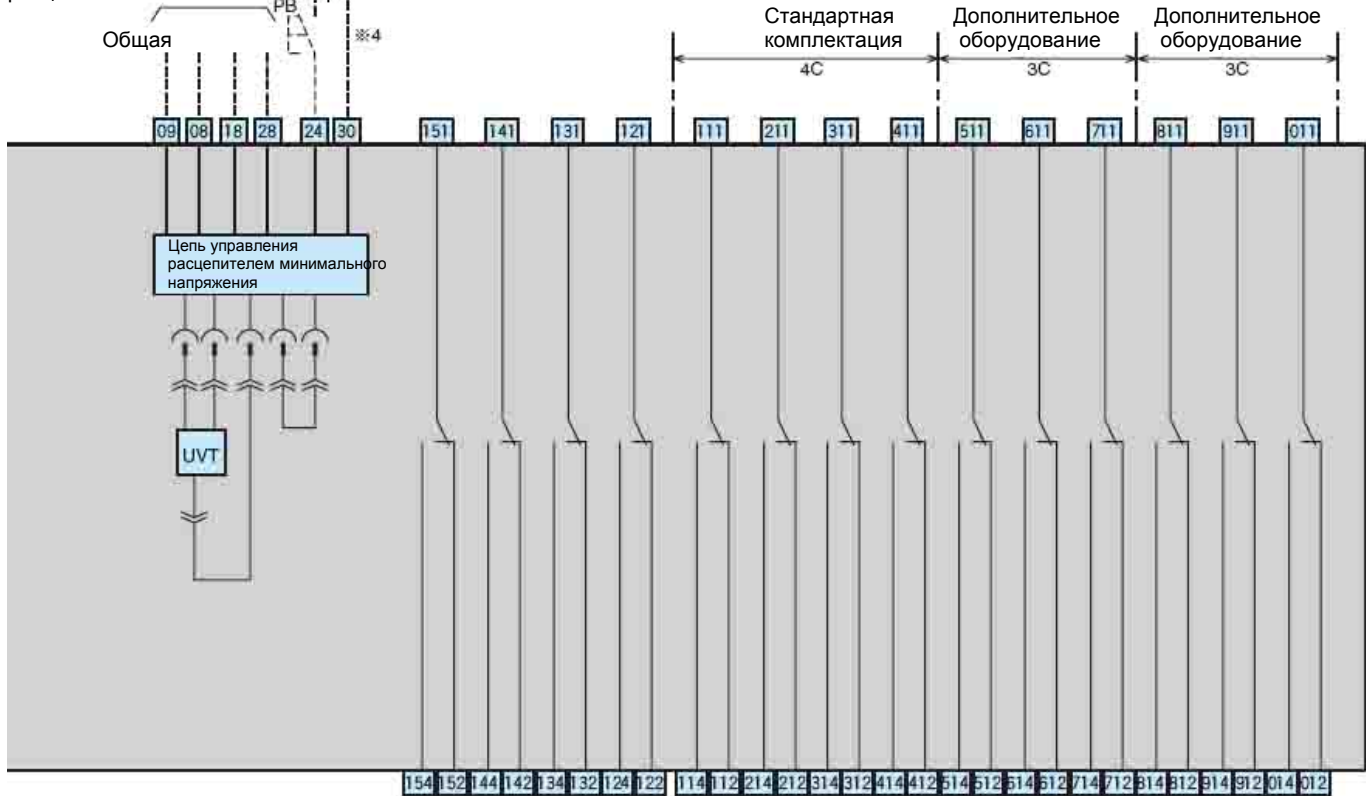 PB
Общая
※4
Стандартная
комплектация
4C
Дополнительное
оборудование
3C
Дополнительное
оборудование
3C
09 08 18 28 24 30 151 141 131 121 111 211 311 411 511 611 711 811 911 011
Цепь управления
расцепителем минимального
напряжения
UVT
154 152 144 142 134 132 124 122 114 112 214 212 314 312 414 412 514 512 614 612 714 712 814 812 914 912 014 012